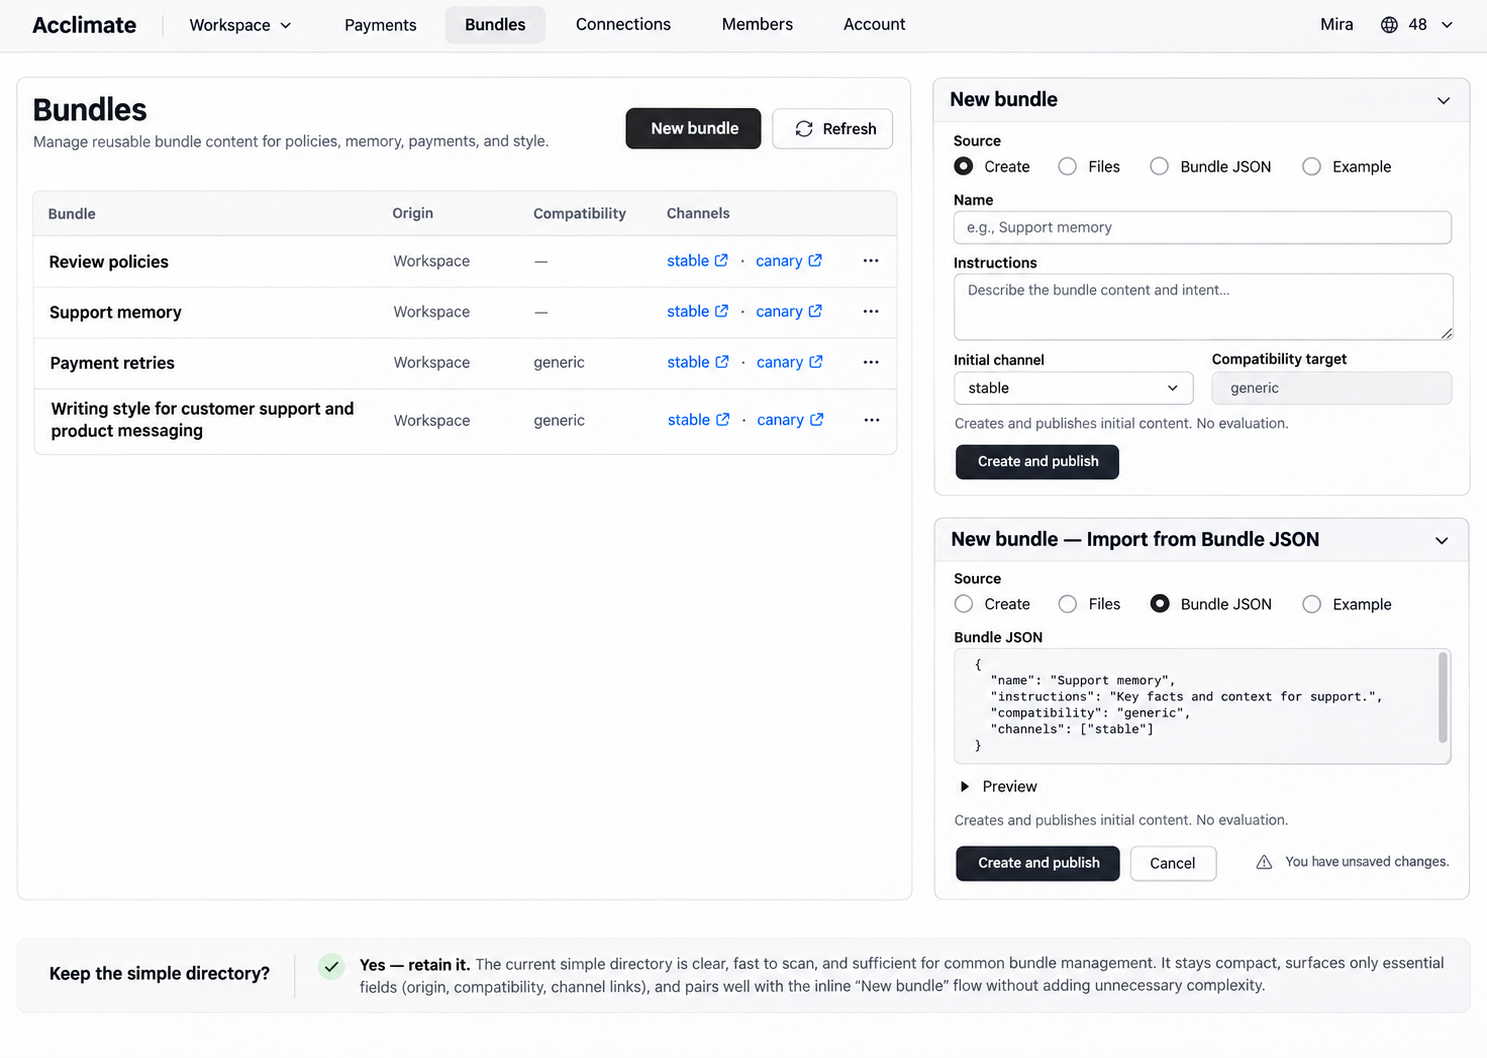 Acclimate
Workspace
Payments
Bundles
Connections
Members
Account
Mira
48
Bundles
Manage reusable bundle content for policies, memory, payments, and style.
New bundle
Refresh
Bundle Origin Compatibility Channels
Review policies Workspace — stable · canary ···
Support memory Workspace — stable · canary ···
Payment retries Workspace generic stable · canary ···
Writing style for customer support and
product messaging Workspace generic stable · canary ···
New bundle
Source
Create Files Bundle JSON Example
Name
e.g., Support memory
Instructions
Describe the bundle content and intent...
Initial channel Compatibility target
stable generic
Creates and publishes initial content. No evaluation.
Create and publish
New bundle — Import from Bundle JSON
Source
Create Files Bundle JSON Example
Bundle JSON
{
"name": "Support memory",
"instructions": "Key facts and context for support.",
"compatibility": "generic",
"channels": ["stable"]
}
Preview
Creates and publishes initial content. No evaluation.
Create and publish Cancel You have unsaved changes.
Keep the simple directory?
Yes — retain it. The current simple directory is clear, fast to scan, and sufficient for common bundle management. It stays compact, surfaces only essential
fields (origin, compatibility, channel links), and pairs well with the inline “New bundle” flow without adding unnecessary complexity.